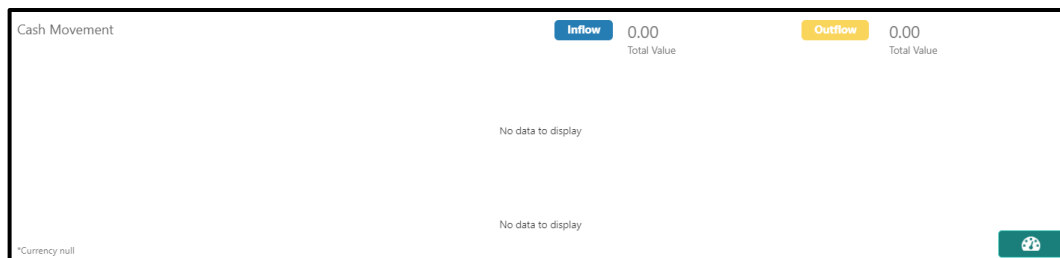 Cash Movement
Inflow
0.00
Total Value
Outflow
0.00
Total Value
No data to display
No data to display
*Currency null